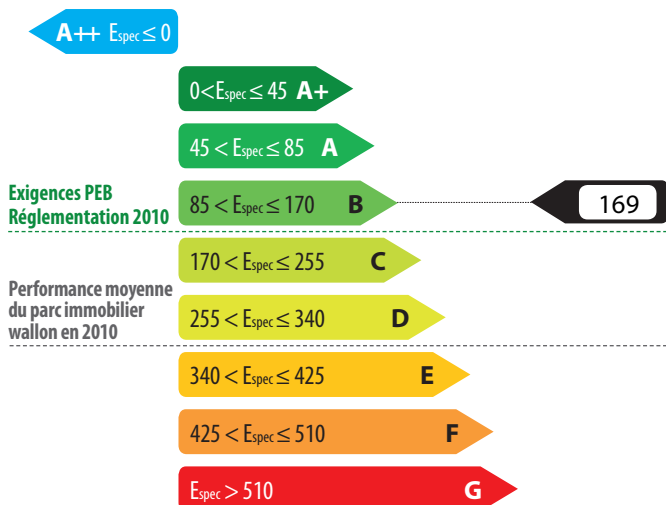 A++ Espec ≤ 0
0<Espec ≤ 45 A+
45 < Espec ≤ 85 A
Exigences PEB
Réglementation 2010
85 < Espec ≤ 170 B
169
170 < Espec ≤ 255 C
Performance moyenne
du parc immobilier
wallon en 2010
255 < Espec ≤ 340 D
340 < Espec ≤ 425 E
425 < Espec ≤ 510 F
Espec > 510 G